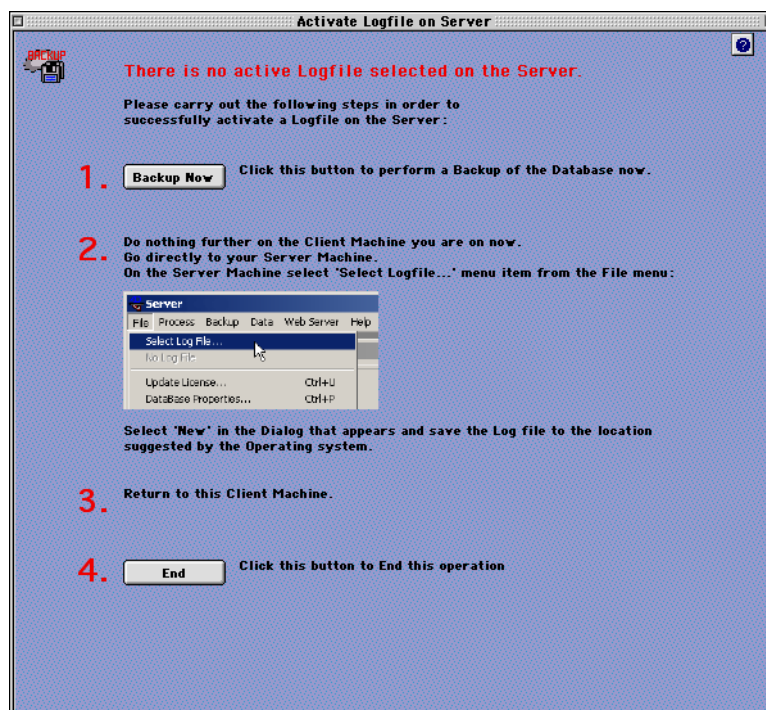 Activate Logfile on Server
BACKUP
There is no active Logfile selected on the Server.
Please carry out the following steps in order to
successfully activate a Logfile on the Server:
1. Backup Now Click this button to perform a Backup of the Database now.
2. Do nothing further on the Client Machine you are on now.
Go directly to your Server Machine.
On the Server Machine select 'Select Logfile...' menu item from the File menu:
Server
File Process Backup Data Web Server Help
Select Log File...
No Log File
Update License... Ctrl+U
DataBase Properties... Ctrl+P
Select 'New' in the Dialog that appears and save the Log file to the location
suggested by the Operating system.
3. Return to this Client Machine.
4. End Click this button to End this operation